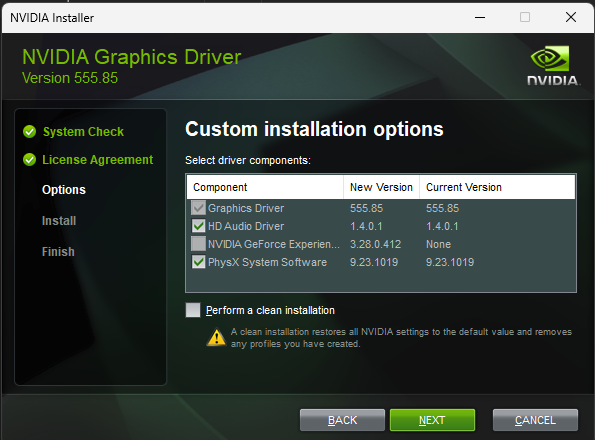 NVIDIA Installer
NVIDIA Graphics Driver
Version 555.85
NVIDIA.
System Check
License Agreement
Options
Install
Finish
Custom installation options
Select driver components:
Component New Version Current Version
Graphics Driver 555.85 555.85
HD Audio Driver 1.4.0.1 1.4.0.1
NVIDIA GeForce Experien... 3.28.0.412 None
PhysX System Software 9.23.1019 9.23.1019
Perform a clean installation
A clean installation restores all NVIDIA settings to the default value and removes
any profiles you have created.
BACK NEXT CANCEL